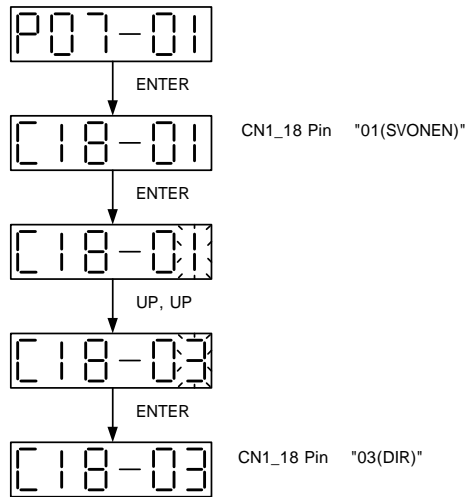 P07-01
ENTER
C18-01 CN1_18 Pin "01(SVONEN)"
ENTER
C18-01
UP, UP
C18-03
ENTER
C18-03 CN1_18 Pin "03(DIR)"